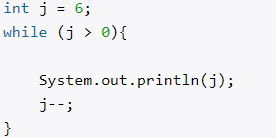 int j = 6;
while (j > 0){
System.out.println(j);
j--;
}